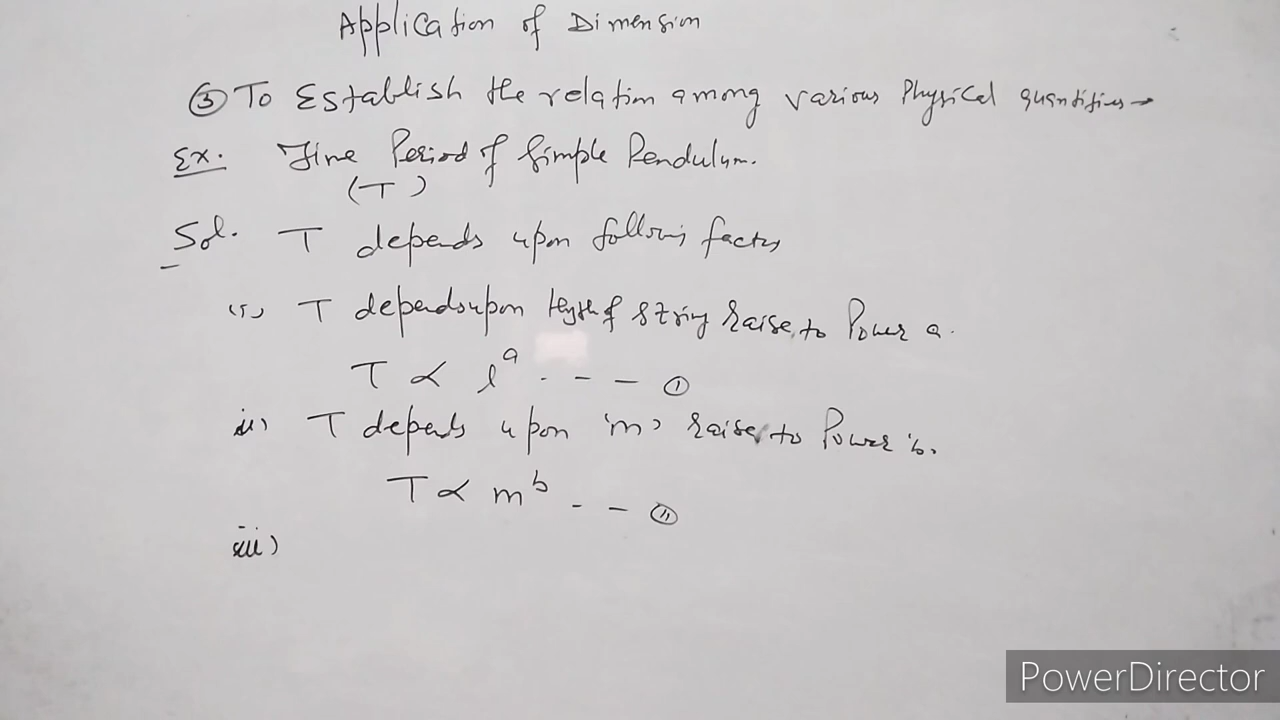 Application of Dimension
③ To Establish the relation among various Physical quantities →
Ex. Time Period of Simple Pendulum.
(T)
Sol. T depends upon following factors
(i) T depends upon length of string raise to Power a.
T ∝ l^a - - - ①
ii) T depends upon 'm' raise to Power 'b.
T ∝ m^b - - ⑪
iii)
PowerDirector